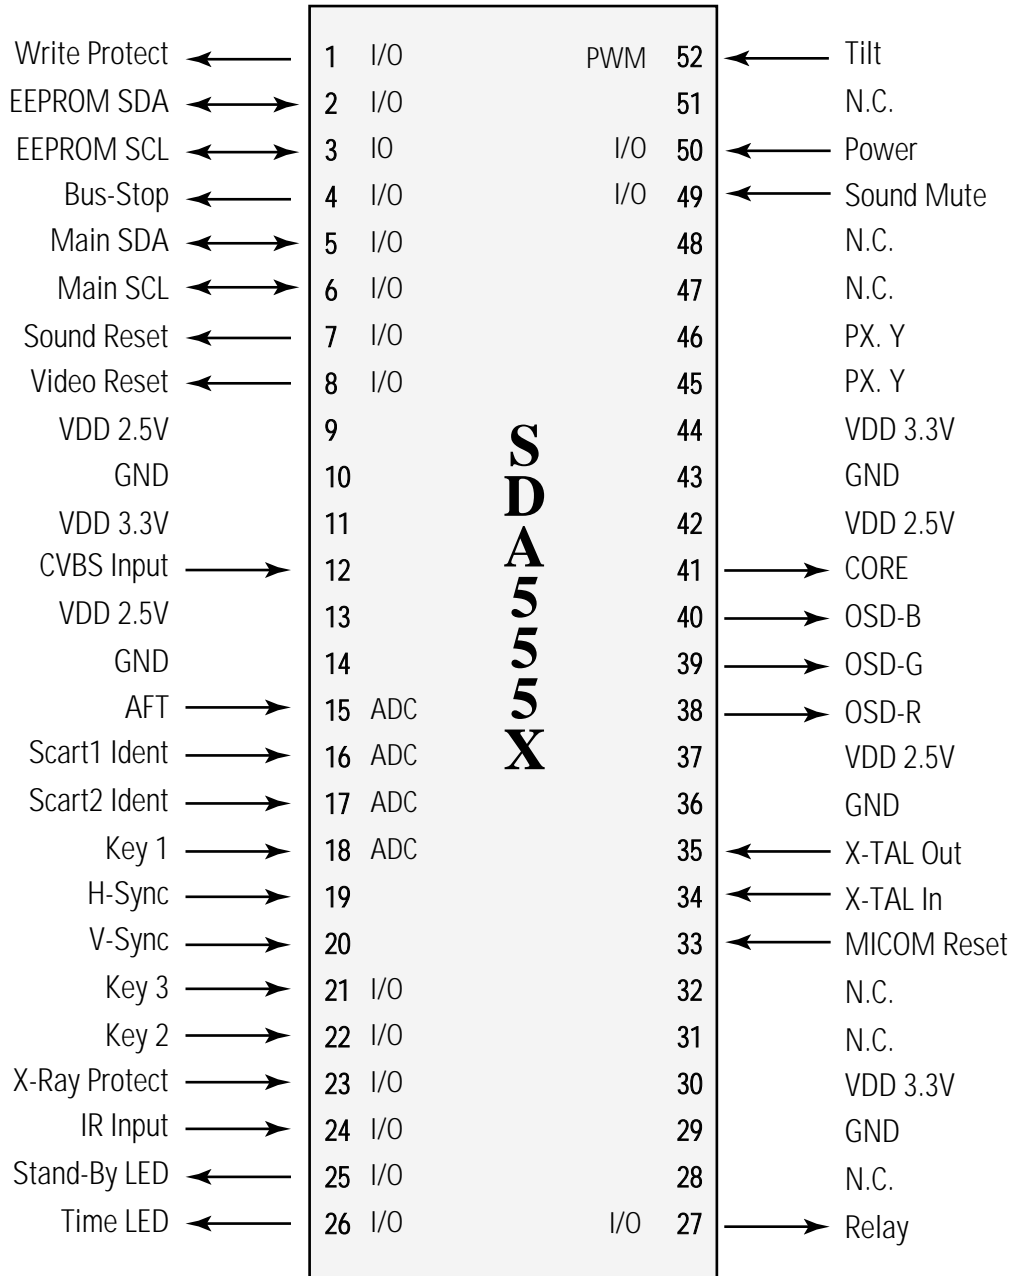 Write Protect 1 I/O PWM 52 Tilt
EEPROM SDA 2 I/O 51 N.C.
EEPROM SCL 3 IO I/O 50 Power
Bus-Stop 4 I/O I/O 49 Sound Mute
Main SDA 5 I/O 48 N.C.
Main SCL 6 I/O 47 N.C.
Sound Reset 7 I/O 46 PX. Y
Video Reset 8 I/O 45 PX. Y
VDD 2.5V 9 44 VDD 3.3V
GND 10 43 GND
VDD 3.3V 11 42 VDD 2.5V
CVBS Input 12 41 CORE
VDD 2.5V 13 40 OSD-B
GND 14 39 OSD-G
AFT 15 ADC 38 OSD-R
Scart1 Ident 16 ADC 37 VDD 2.5V
Scart2 Ident 17 ADC 36 GND
Key 1 18 ADC 35 X-TAL Out
H-Sync 19 34 X-TAL In
V-Sync 20 33 MICOM Reset
Key 3 21 I/O 32 N.C.
Key 2 22 I/O 31 N.C.
X-Ray Protect 23 I/O 30 VDD 3.3V
IR Input 24 I/O 29 GND
Stand-By LED 25 I/O 28 N.C.
Time LED 26 I/O I/O 27 Relay
SDA555X